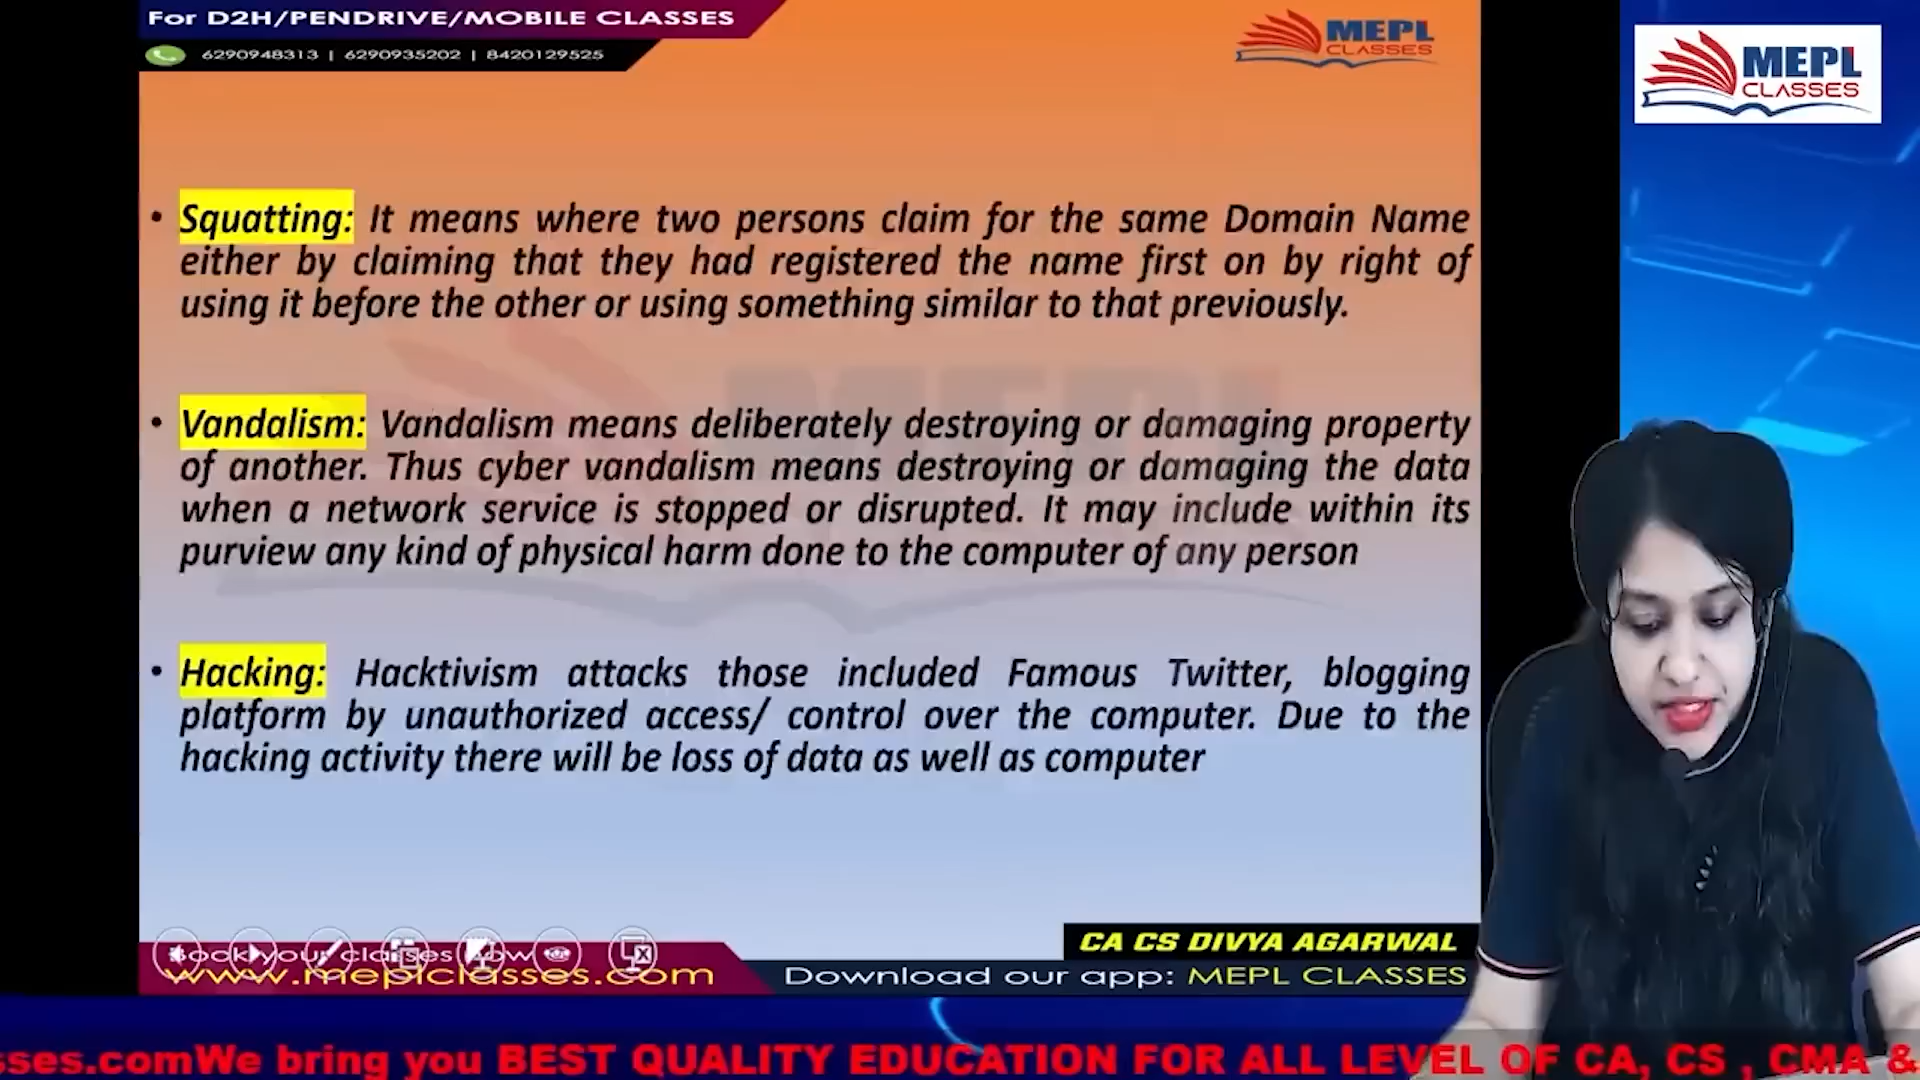 For D2H/PENDRIVE/MOBILE CLASSES
6290948313 | 6290935202 | 8420129525
MEPL
CLASSES
MEPL
CLASSES
• Squatting: It means where two persons claim for the same Domain Name
either by claiming that they had registered the name first on by right of
using it before the other or using something similar to that previously.
• Vandalism: Vandalism means deliberately destroying or damaging property
of another. Thus cyber vandalism means destroying or damaging the data
when a network service is stopped or disrupted. It may include within its
purview any kind of physical harm done to the computer of any person
• Hacking: Hacktivism attacks those included Famous Twitter, blogging
platform by unauthorized access/ control over the computer. Due to the
hacking activity there will be loss of data as well as computer
CA CS DIVYA AGARWAL
Book your classes Now
www.meplclasses.com
Download our app: MEPL CLASSES
sses.comWe bring you BEST QUALITY EDUCATION FOR ALL LEVEL OF CA, CS , CMA &